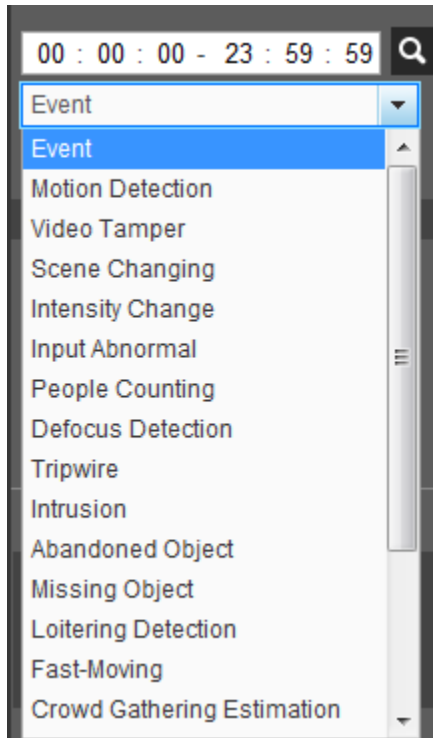 00 : 00 : 00 - 23 : 59 : 59
Event
Event
Motion Detection
Video Tamper
Scene Changing
Intensity Change
Input Abnormal
People Counting
Defocus Detection
Tripwire
Intrusion
Abandoned Object
Missing Object
Loitering Detection
Fast-Moving
Crowd Gathering Estimation